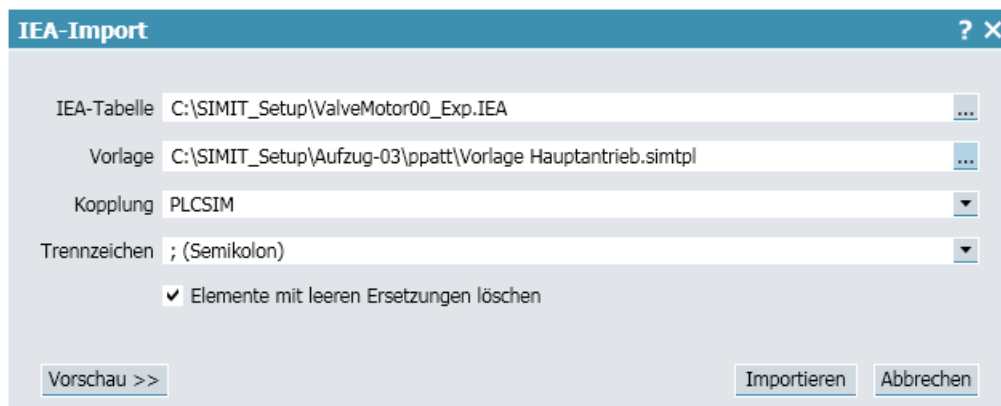 IEA-Import ? ×
IEA-Tabelle C:\SIMIT_Setup\ValveMotor00_Exp.IEA ...
Vorlage C:\SIMIT_Setup\Aufzug-03\ppatt\Vorlage Hauptantrieb.simtpl ...
Kopplung PLCSIM
Trennzeichen ; (Semikolon)
Elemente mit leeren Ersetzungen löschen
Vorschau >> Importieren Abbrechen